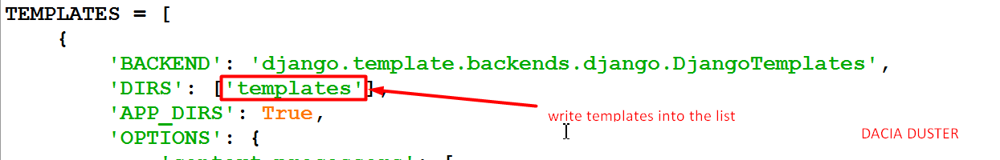 TEMPLATES = [
{
'BACKEND': 'django.template.backends.django.DjangoTemplates',
'DIRS': ['templates'],
'APP_DIRS': True,
write templates into the list
'OPTIONS': {
DACIA DUSTER
'context_processors': [